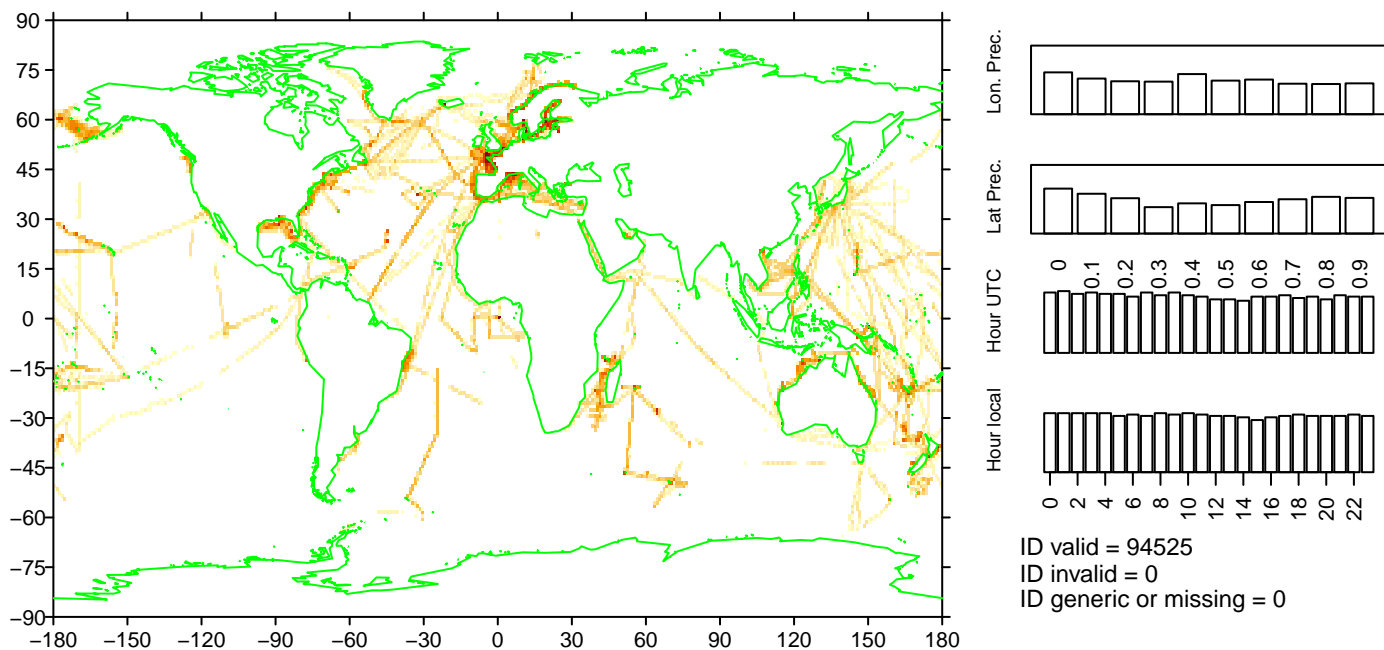 90
75
60
45
30
15
0
−15
−30
−45
−60
−75
−90
−180 −150 −120 −90 −60 −30 0 30 60 90 120 150 180
Lon. Prec.
Lat Prec.
0 0.1 0.2 0.3 0.4 0.5 0.6 0.7 0.8 0.9
Hour UTC
Hour local
0 2 4 6 8 10 12 14 16 18 20 22
ID valid = 94525
ID invalid = 0
ID generic or missing = 0